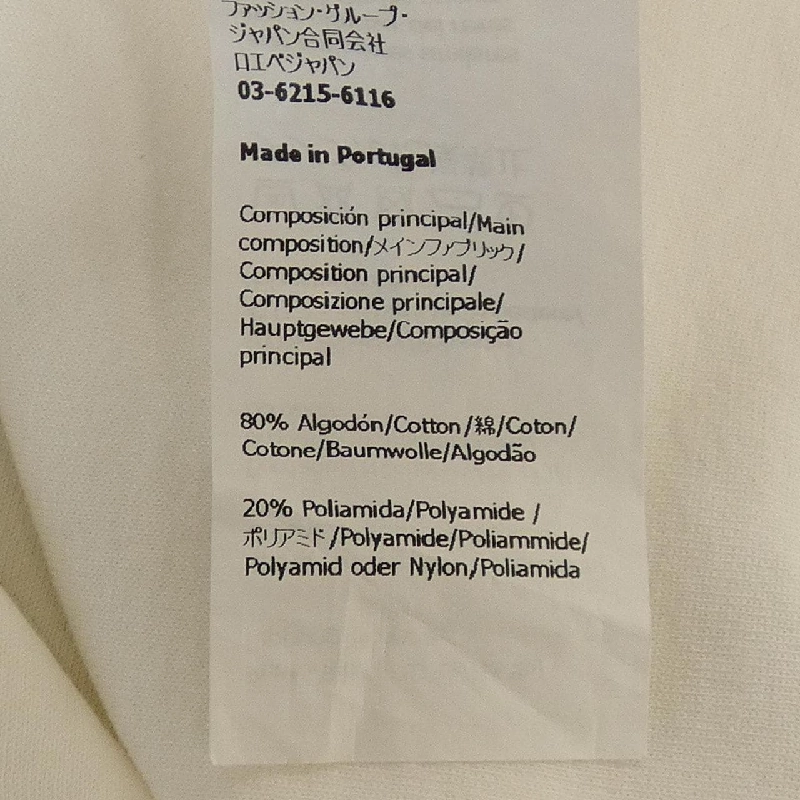 ファッション・グループ・
ジャパン合同会社
ロエベジャパン
03-6215-6116
Made in Portugal
Composición principal/Main
composition/メインファブリック/
Composition principal/
Composizione principale/
Hauptgewebe/Composição
principal
80% Algodón/Cotton/綿/Coton/
Cotone/Baumwolle/Algodão
20% Poliamida/Polyamide /
ポリアミド/Polyamide/Poliammide/
Polyamid oder Nylon/Poliamida